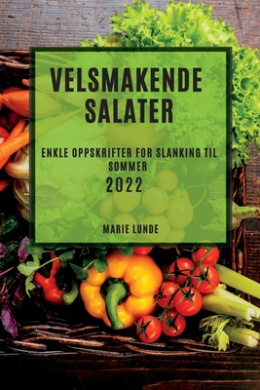 VELSMAKENDE
SALATER
ENKLE OPPSKRIFTER FOR SLANKING TIL
SOMMER
2022
MARIE LUNDE